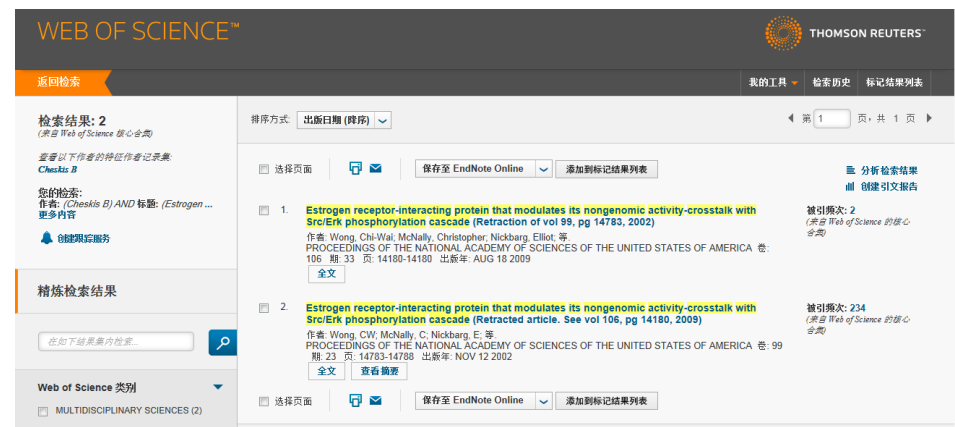 WEB OF SCIENCE™
THOMSON REUTERS™
返回检索
我的工具 检索历史 标记结果列表
检索结果: 2
(来自 Web of Science 核心合集)
查看以下作者的特征作者记录集:
Cheskis B
您的检索:
作者: (Cheskis B) AND 标题: (Estrogen ...
更多内容
创建跟踪服务
精炼检索结果
在如下结果集内检索...
Web of Science 类别
MULTIDISCIPLINARY SCIENCES (2)
排序方式: 出版日期 (降序)
第 1 页, 共 1 页
选择页面 保存至 EndNote Online 添加到标记结果列表
分析检索结果
创建引文报告
1. Estrogen receptor-interacting protein that modulates its nongenomic activity-crosstalk with
Src/Erk phosphorylation cascade (Retraction of vol 99, pg 14783, 2002)
作者: Wong, Chi-Wai; McNally, Christopher; Nickbarg, Elliot; 等.
PROCEEDINGS OF THE NATIONAL ACADEMY OF SCIENCES OF THE UNITED STATES OF AMERICA 卷:
106 期: 33 页: 14180-14180 出版年: AUG 18 2009
全文
被引频次: 2
(来自 Web of Science 的核心
合集)
2. Estrogen receptor-interacting protein that modulates its nongenomic activity-crosstalk with
Src/Erk phosphorylation cascade (Retracted article. See vol 106, pg 14180, 2009)
作者: Wong, CW; McNally, C; Nickbarg, E; 等.
PROCEEDINGS OF THE NATIONAL ACADEMY OF SCIENCES OF THE UNITED STATES OF AMERICA 卷: 99
期: 23 页: 14783-14788 出版年: NOV 12 2002
全文 查看摘要
被引频次: 234
(来自 Web of Science 的核心
合集)
选择页面 保存至 EndNote Online 添加到标记结果列表